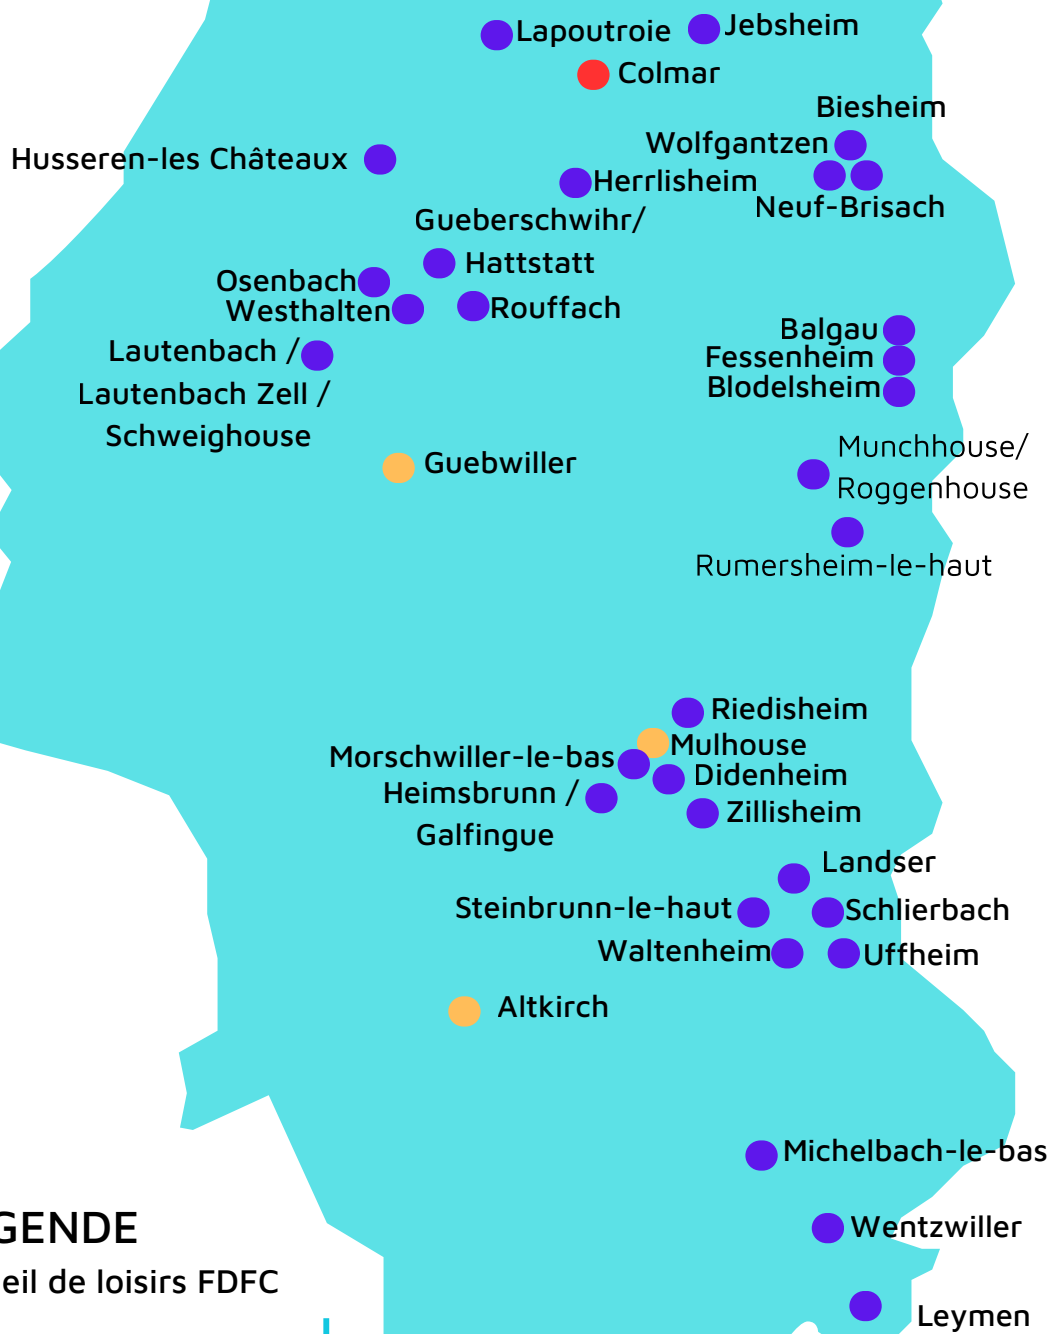 Lapoutroie
Jebsheim
Colmar
Biesheim
Wolfgantzen
Husseren-les Châteaux
Herrlisheim
Neuf-Brisach
Gueberschwihr/
Hattstatt
Osenbach
Westhalten
Rouffach
Balgau
Lautenbach /
Fessenheim
Blodelsheim
Lautenbach Zell /
Schweighouse
Munchhouse/
Guebwiller
Roggenhouse
Rumersheim-le-haut
Riedisheim
Mulhouse
Morschwiller-le-bas
Didenheim
Heimsbrunn /
Zillisheim
Galfingue
Landser
Steinbrunn-le-haut
Schlierbach
Waltenheim
Uffheim
Altkirch
Michelbach-le-bas
GENDE
Wentzwiller
eil de loisirs FDFC
Leymen